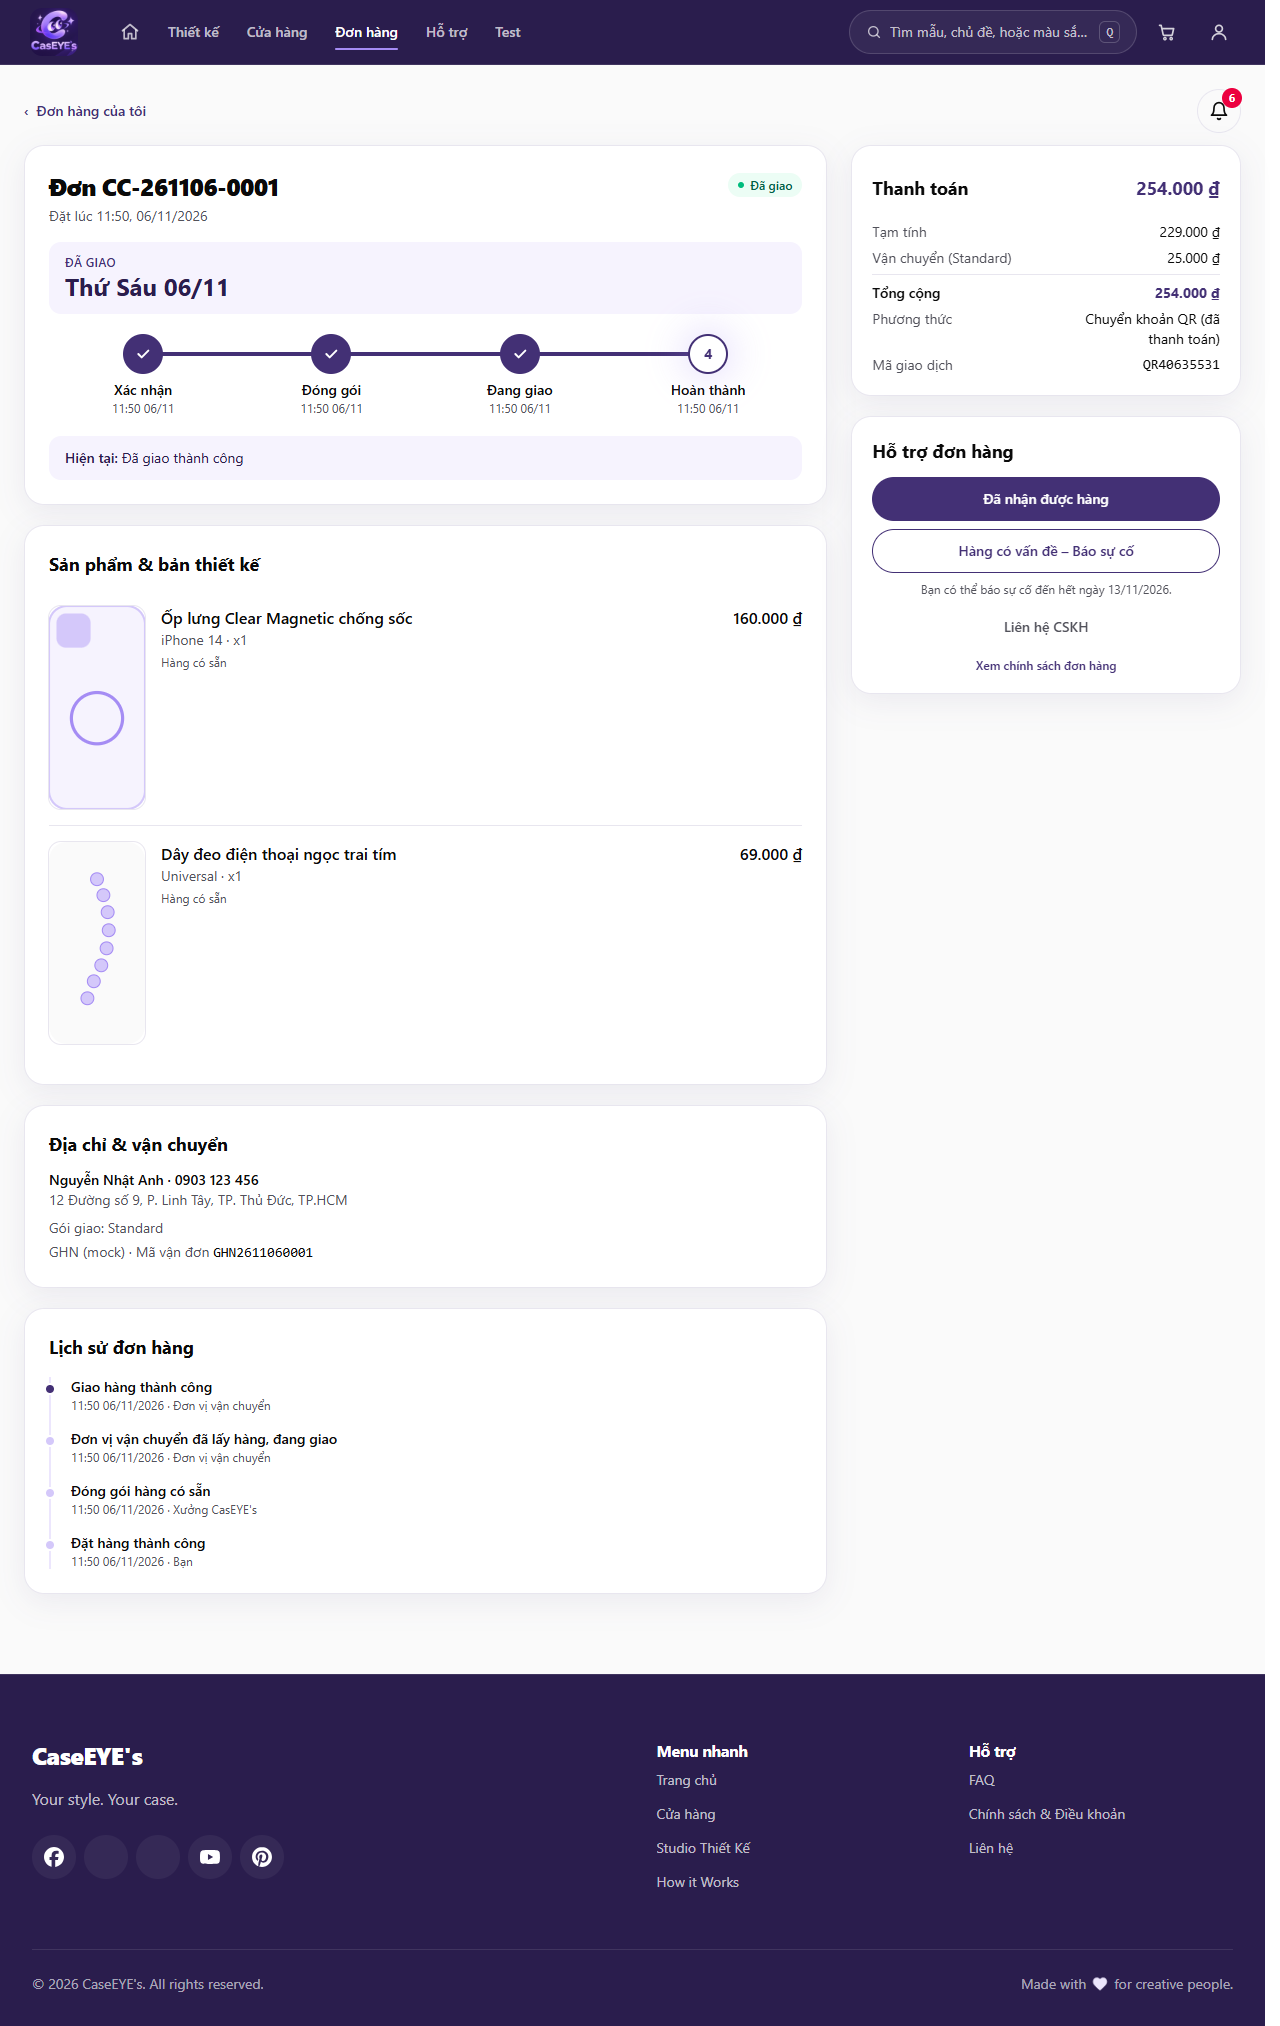 CasEYE's
Thiết kế
Cửa hàng
Đơn hàng
Hỗ trợ
Test
Tìm mẫu, chủ đề, hoặc màu sắ...
Q
‹ Đơn hàng của tôi
6
Đơn CC-261106-0001
Đã giao
Đặt lúc 11:50, 06/11/2026
ĐÃ GIAO
Thứ Sáu 06/11
4
Xác nhận
Đóng gói
Đang giao
Hoàn thành
11:50 06/11
11:50 06/11
11:50 06/11
11:50 06/11
Hiện tại: Đã giao thành công
Thanh toán
254.000 ₫
Tạm tính
229.000 ₫
Vận chuyển (Standard)
25.000 ₫
Tổng cộng
254.000 ₫
Phương thức
Chuyển khoản QR (đã
thanh toán)
Mã giao dịch
QR40635531
Hỗ trợ đơn hàng
Đã nhận được hàng
Hàng có vấn đề – Báo sự cố
Bạn có thể báo sự cố đến hết ngày 13/11/2026.
Liên hệ CSKH
Xem chính sách đơn hàng
Sản phẩm & bản thiết kế
Ốp lưng Clear Magnetic chống sốc
160.000 ₫
iPhone 14 · x1
Hàng có sẵn
Dây đeo điện thoại ngọc trai tím
69.000 ₫
Universal · x1
Hàng có sẵn
Địa chỉ & vận chuyển
Nguyễn Nhật Anh · 0903 123 456
12 Đường số 9, P. Linh Tây, TP. Thủ Đức, TP.HCM
Gói giao: Standard
GHN (mock) · Mã vận đơn GHN2611060001
Lịch sử đơn hàng
Giao hàng thành công
11:50 06/11/2026 · Đơn vị vận chuyển
Đơn vị vận chuyển đã lấy hàng, đang giao
11:50 06/11/2026 · Đơn vị vận chuyển
Đóng gói hàng có sẵn
11:50 06/11/2026 · Xưởng CasEYE's
Đặt hàng thành công
11:50 06/11/2026 · Bạn
CaseEYE's
Your style. Your case.
Menu nhanh
Trang chủ
Cửa hàng
Studio Thiết Kế
How it Works
Hỗ trợ
FAQ
Chính sách & Điều khoản
Liên hệ
© 2026 CaseEYE's. All rights reserved.
Made with 💜 for creative people.